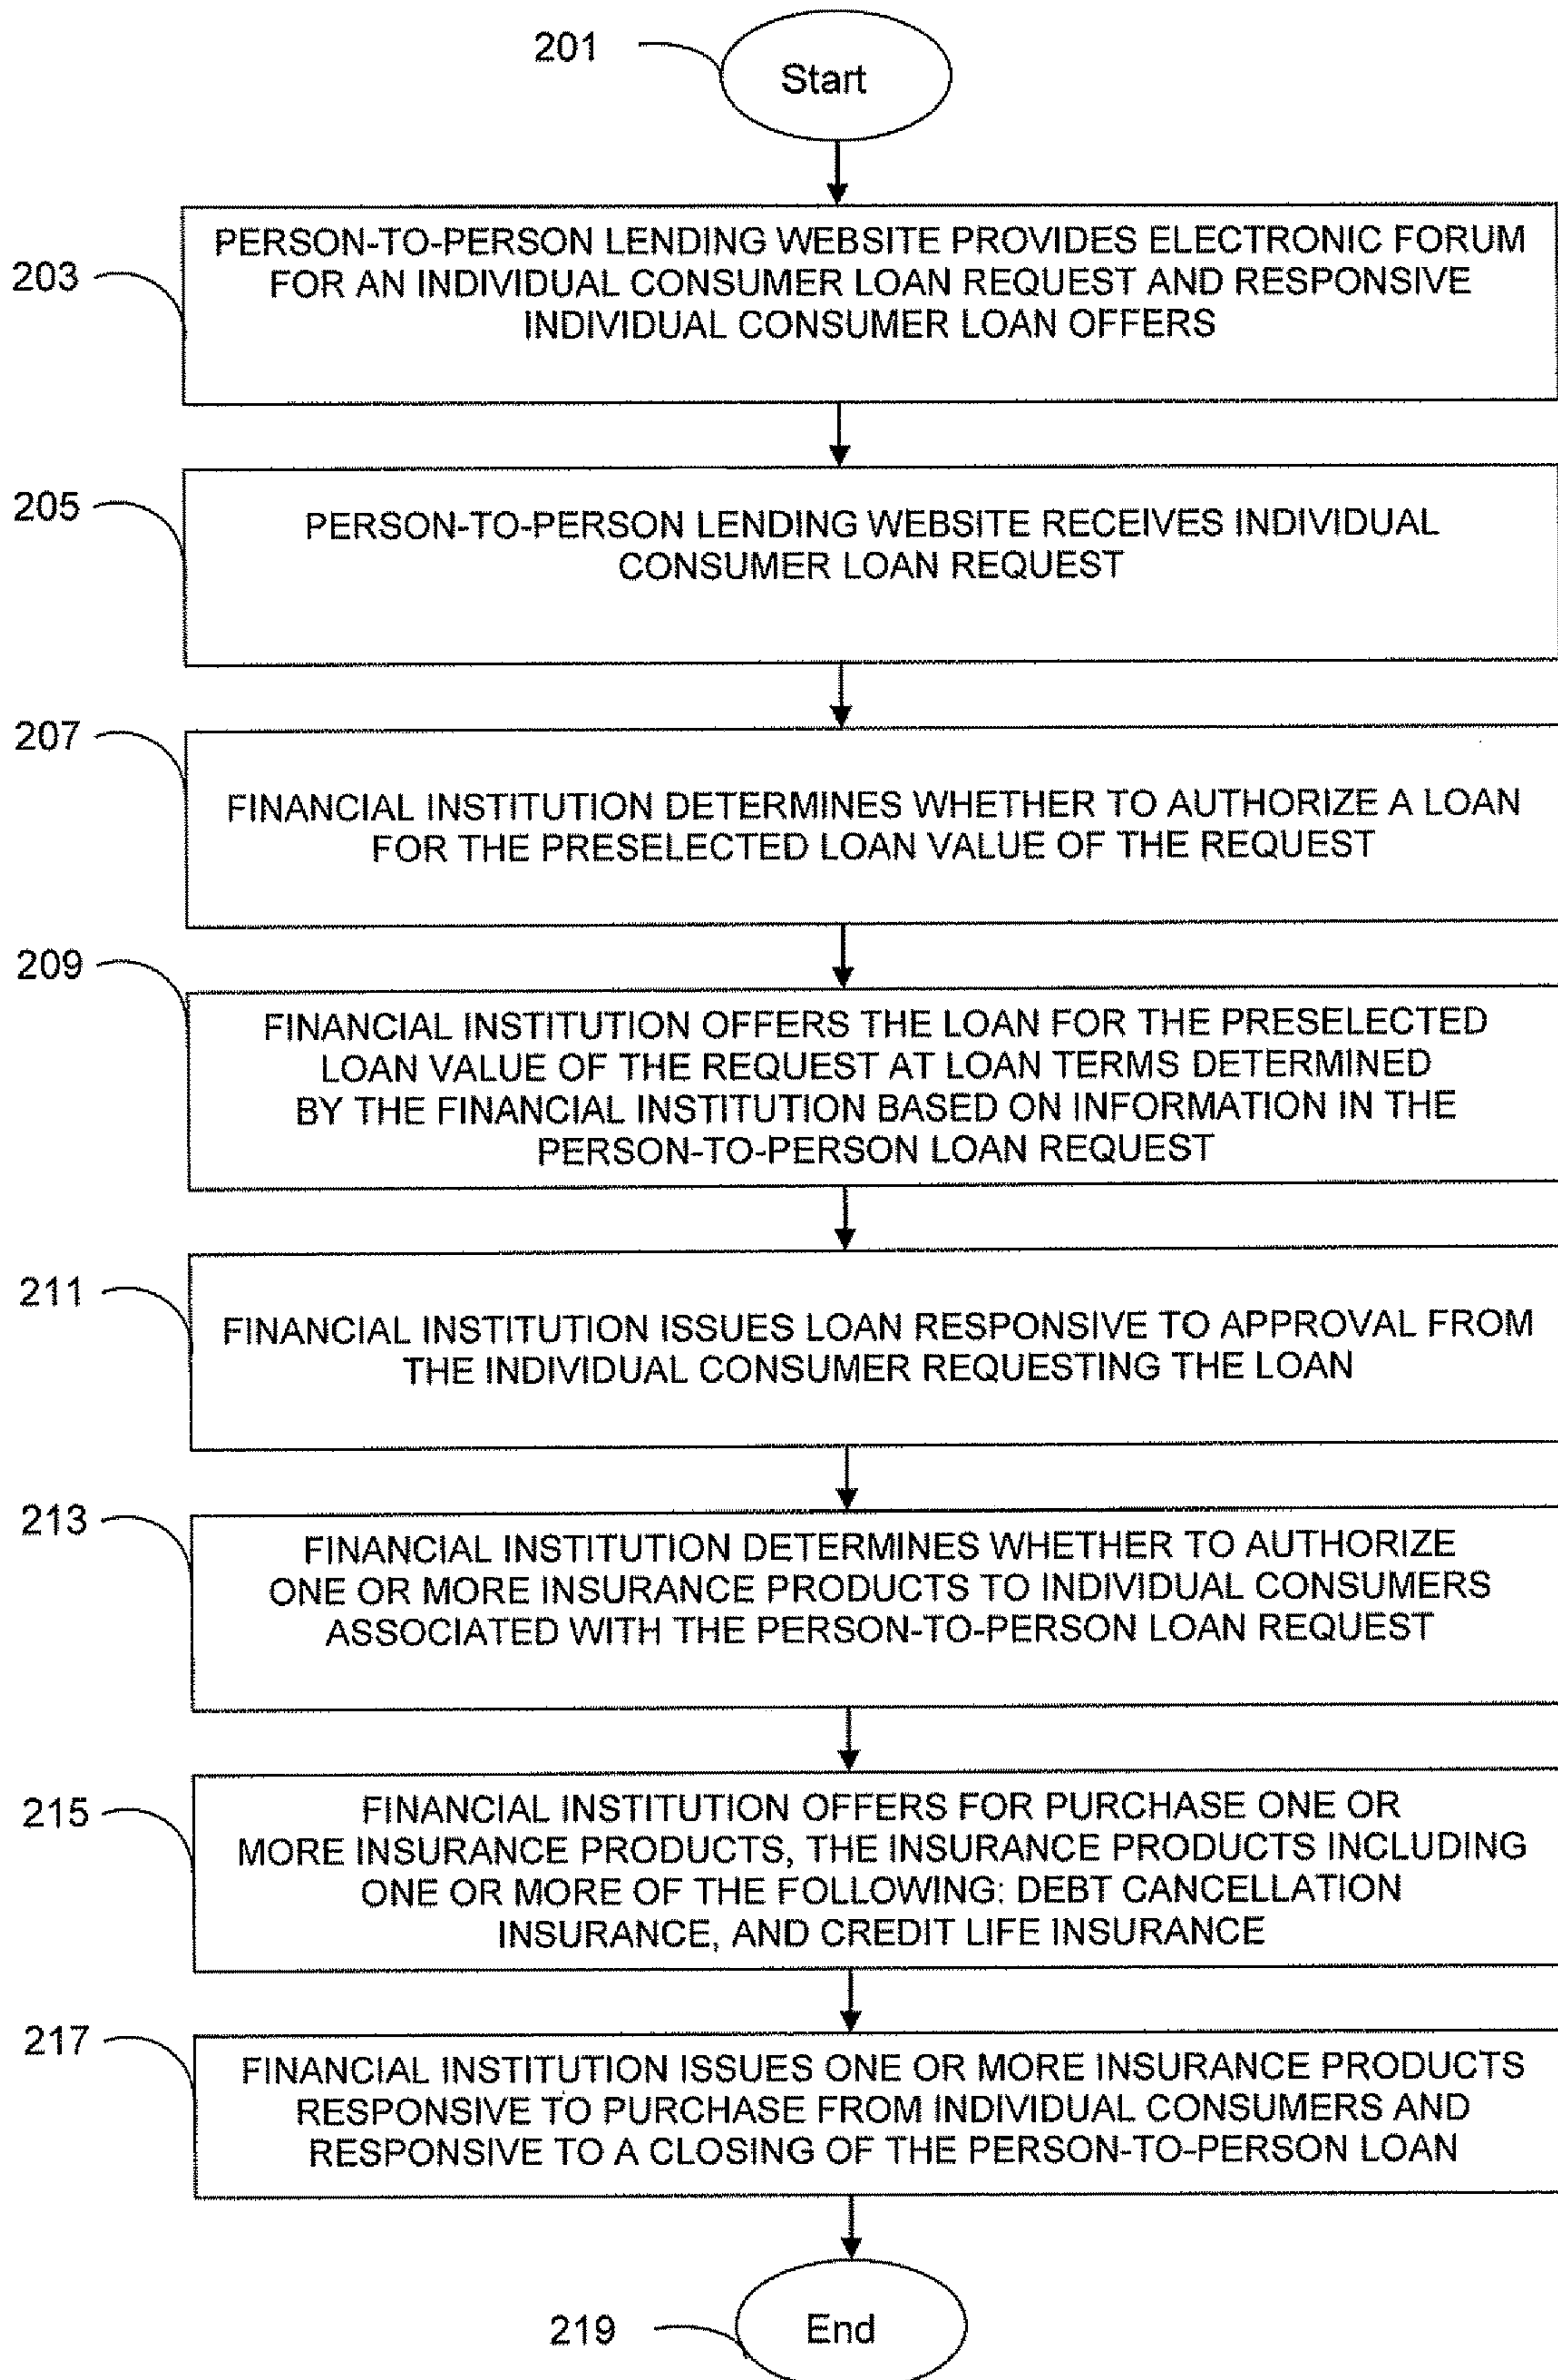 201
Start
203
PERSON-TO-PERSON LENDING WEBSITE PROVIDES ELECTRONIC FORUM
FOR AN INDIVIDUAL CONSUMER LOAN REQUEST AND RESPONSIVE
INDIVIDUAL CONSUMER LOAN OFFERS
205
PERSON-TO-PERSON LENDING WEBSITE RECEIVES INDIVIDUAL
CONSUMER LOAN REQUEST
207
FINANCIAL INSTITUTION DETERMINES WHETHER TO AUTHORIZE A LOAN
FOR THE PRESELECTED LOAN VALUE OF THE REQUEST
209
FINANCIAL INSTITUTION OFFERS THE LOAN FOR THE PRESELECTED
LOAN VALUE OF THE REQUEST AT LOAN TERMS DETERMINED
BY THE FINANCIAL INSTITUTION BASED ON INFORMATION IN THE
PERSON-TO-PERSON LOAN REQUEST
211
FINANCIAL INSTITUTION ISSUES LOAN RESPONSIVE TO APPROVAL FROM
THE INDIVIDUAL CONSUMER REQUESTING THE LOAN
213
FINANCIAL INSTITUTION DETERMINES WHETHER TO AUTHORIZE
ONE OR MORE INSURANCE PRODUCTS TO INDIVIDUAL CONSUMERS
ASSOCIATED WITH THE PERSON-TO-PERSON LOAN REQUEST
215
FINANCIAL INSTITUTION OFFERS FOR PURCHASE ONE OR
MORE INSURANCE PRODUCTS, THE INSURANCE PRODUCTS INCLUDING
ONE OR MORE OF THE FOLLOWING: DEBT CANCELLATION
INSURANCE, AND CREDIT LIFE INSURANCE
217
FINANCIAL INSTITUTION ISSUES ONE OR MORE INSURANCE PRODUCTS
RESPONSIVE TO PURCHASE FROM INDIVIDUAL CONSUMERS AND
RESPONSIVE TO A CLOSING OF THE PERSON-TO-PERSON LOAN
219
End